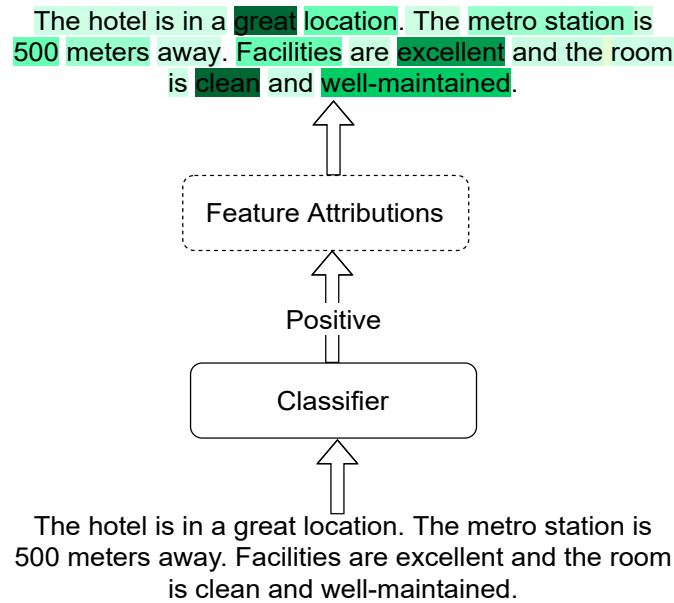 The hotel is in a great location. The metro station is
500 meters away. Facilities are excellent and the room
is clean and well-maintained.
Feature Attributions
Positive
Classifier
The hotel is in a great location. The metro station is
500 meters away. Facilities are excellent and the room
is clean and well-maintained.